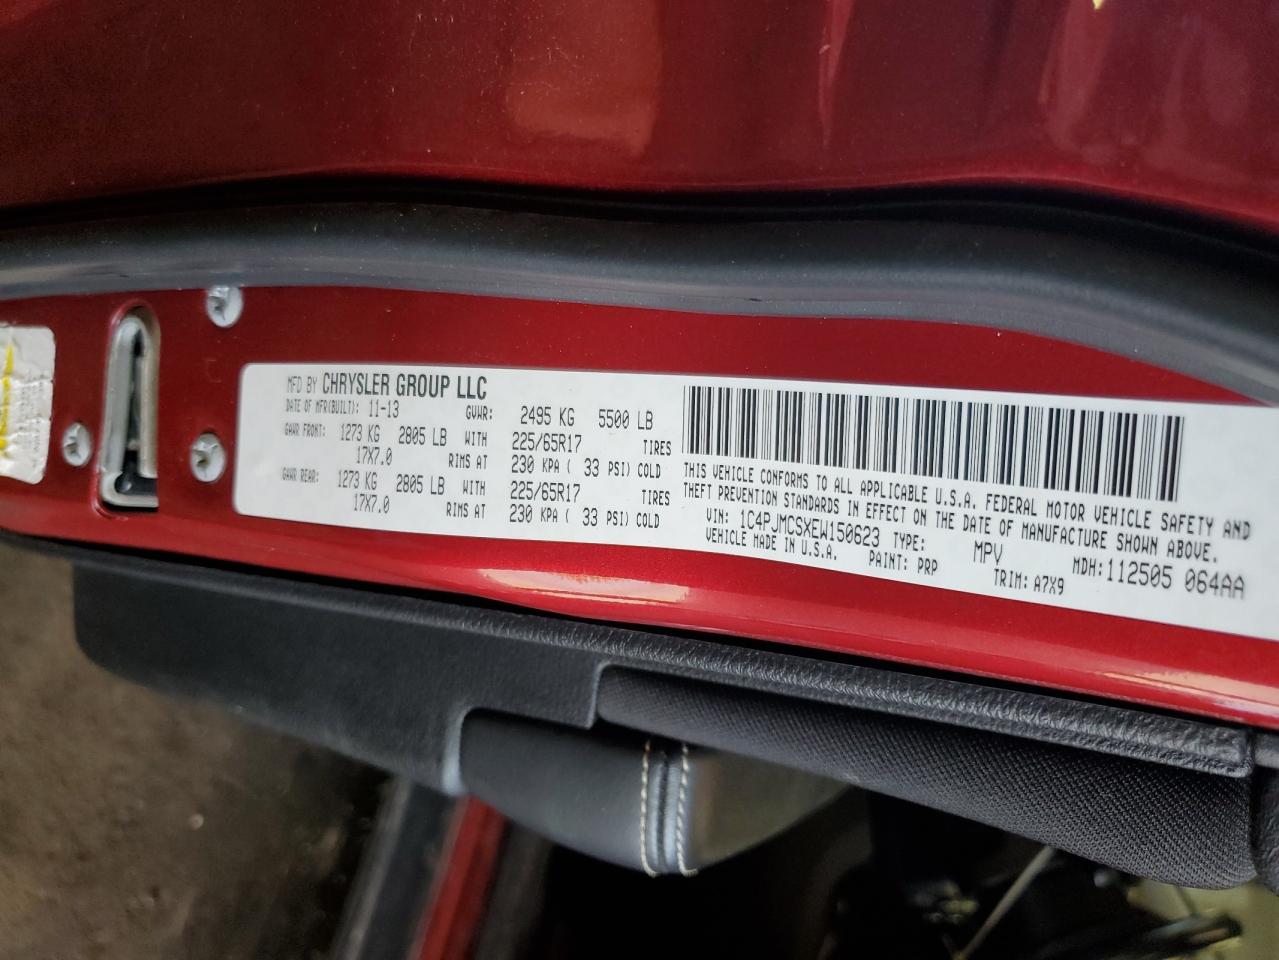 MFD BY CHRYSLER GROUP LLC
DATE OF MFR(BUILT): 11-13 GVWR: 2495 KG 5500 LB
GAWR FRONT: 1273 KG 2805 LB WITH 225/65R17 TIRES
17X7.0 RIMS AT 230 KPA ( 33 PSI) COLD
GAWR REAR: 1273 KG 2805 LB WITH 225/65R17 TIRES
17X7.0 RIMS AT 230 KPA ( 33 PSI) COLD
THIS VEHICLE CONFORMS TO ALL APPLICABLE U.S.A. FEDERAL MOTOR VEHICLE SAFETY AND
THEFT PREVENTION STANDARDS IN EFFECT ON THE DATE OF MANUFACTURE SHOWN ABOVE.
VIN: 1C4PJMCSXEW150623 TYPE: MPV MDH: 112505 064AA
VEHICLE MADE IN U.S.A. PAINT: PRP TRIM: A7X9